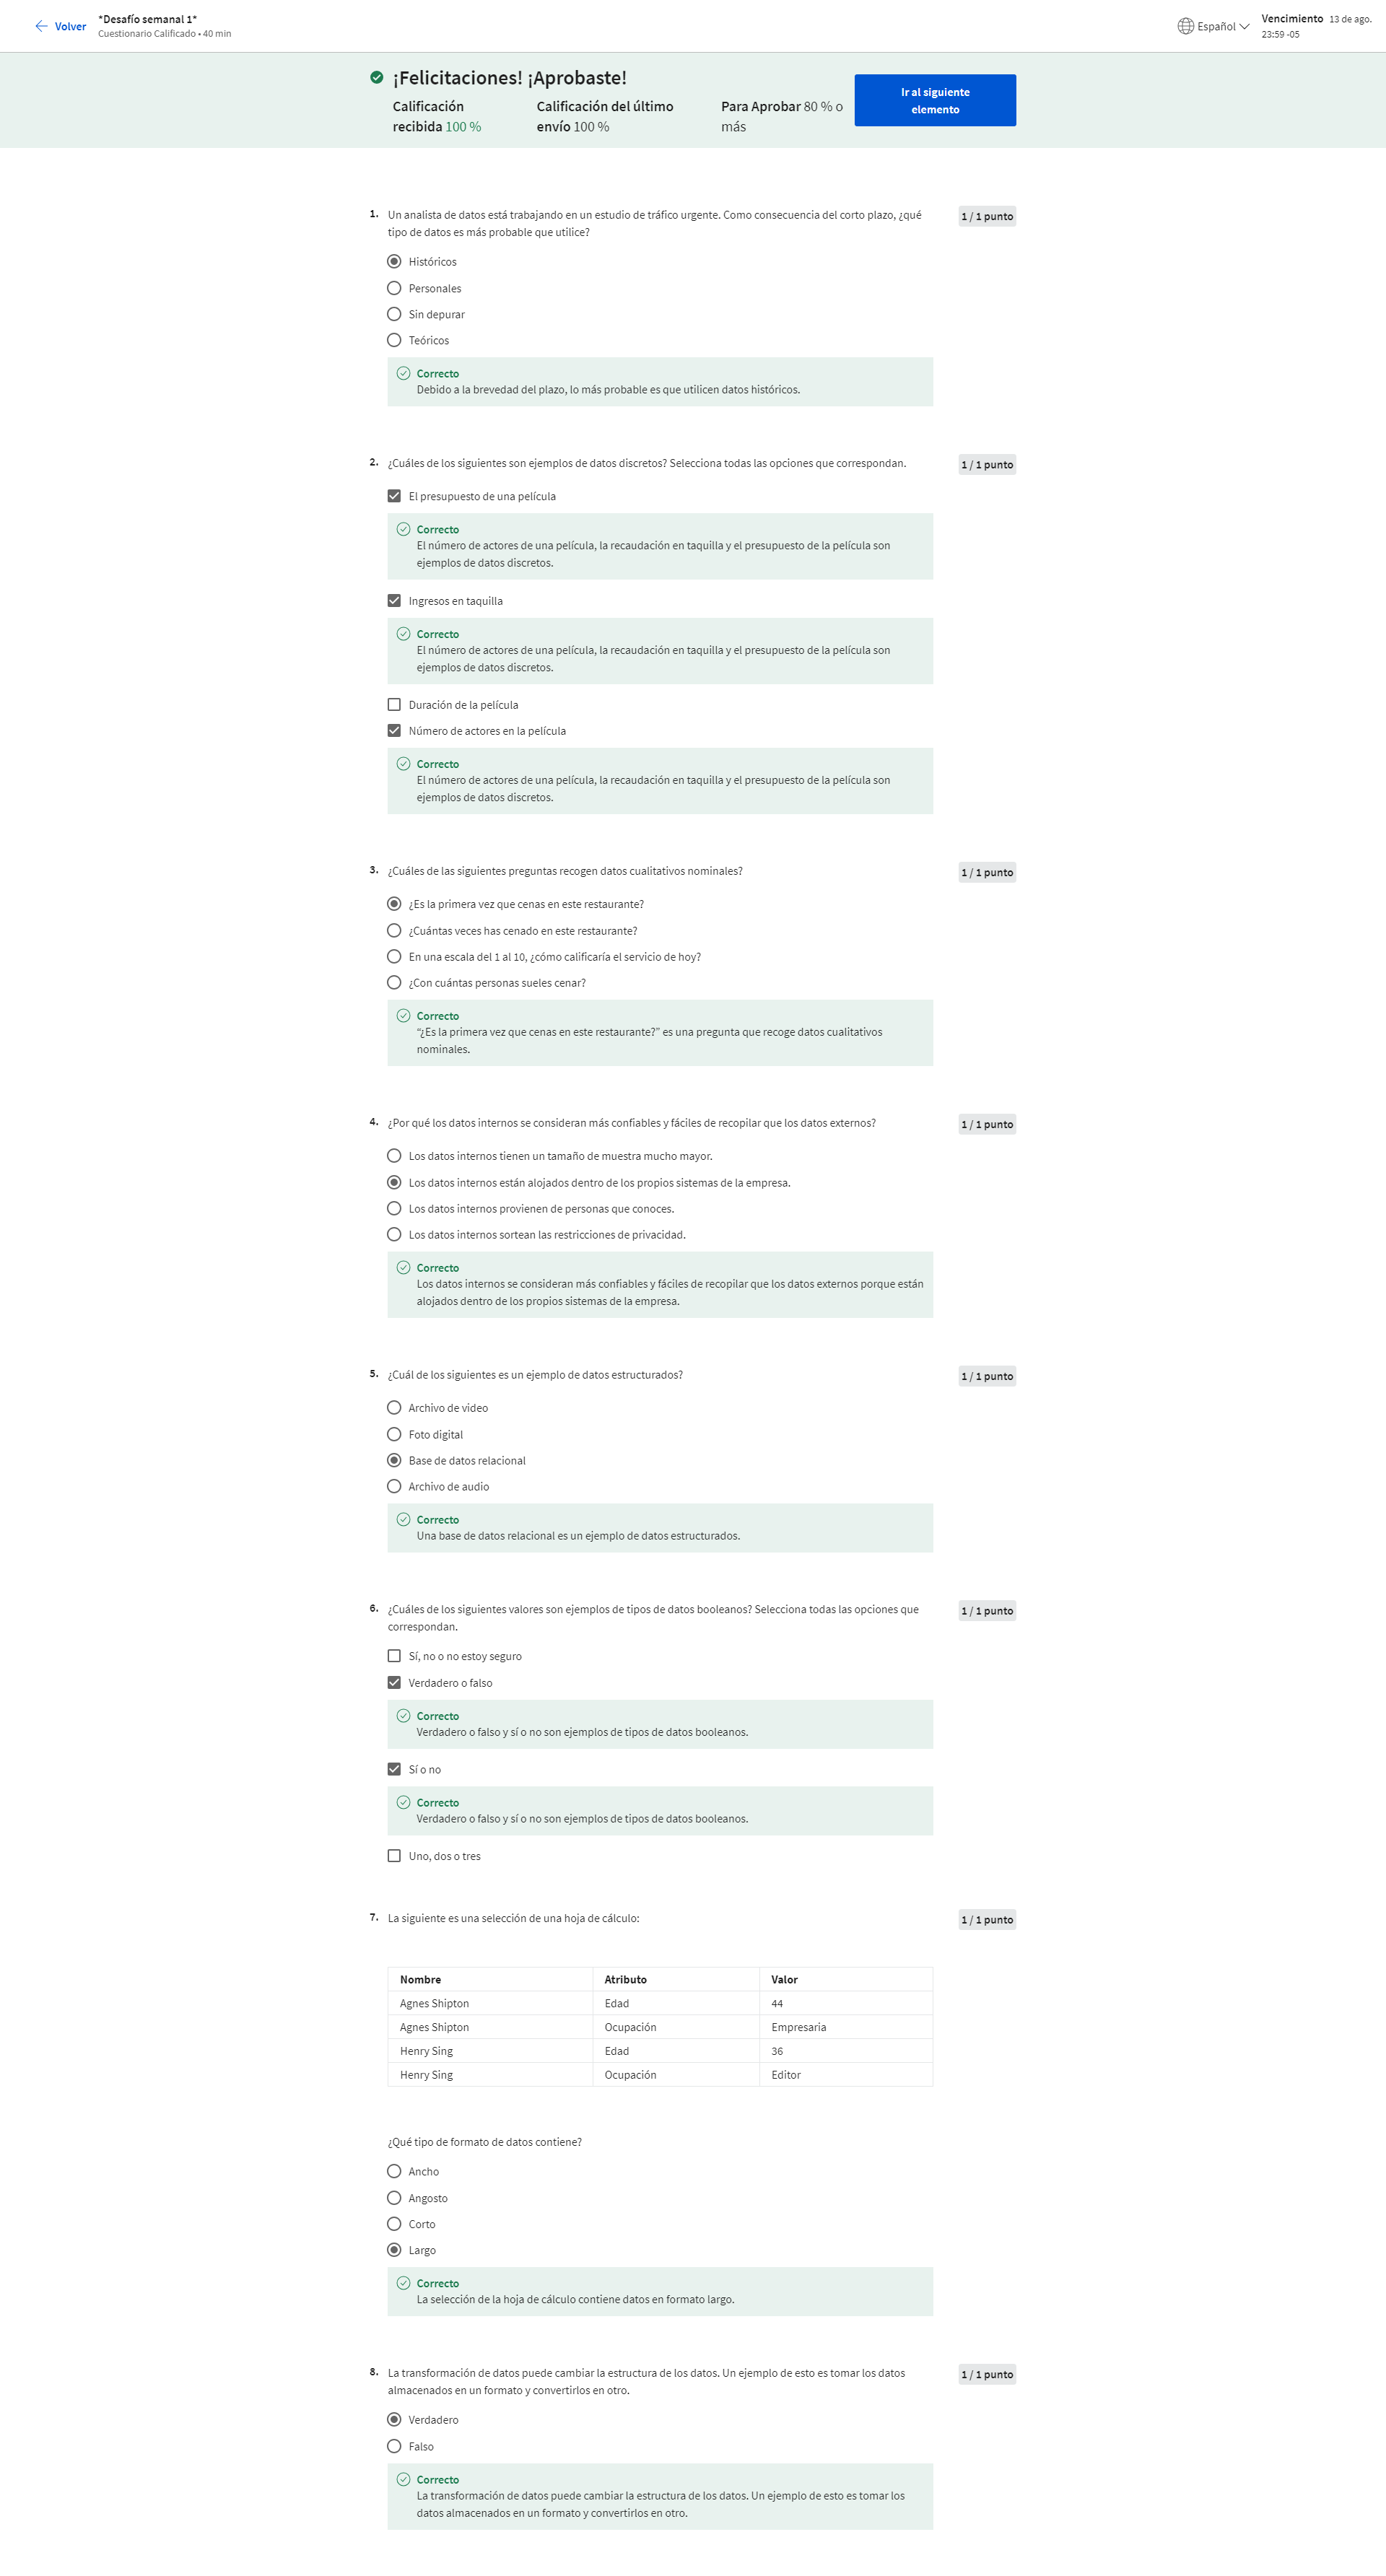 Volver
*Desafío semanal 1*
Cuestionario Calificado • 40 min
Español
Vencimiento 13 de ago.
23:59 -05
¡Felicitaciones! ¡Aprobaste!
Calificación
recibida 100 %
Calificación del último
envío 100 %
Para Aprobar 80 % o
más
Ir al siguiente
elemento
1. Un analista de datos está trabajando en un estudio de tráfico urgente. Como consecuencia del corto plazo, ¿qué
tipo de datos es más probable que utilice?
1 / 1 punto
Históricos
Personales
Sin depurar
Teóricos
Correcto
Debido a la brevedad del plazo, lo más probable es que utilicen datos históricos.
2. ¿Cuáles de los siguientes son ejemplos de datos discretos? Selecciona todas las opciones que correspondan.
1 / 1 punto
El presupuesto de una película
Correcto
El número de actores de una película, la recaudación en taquilla y el presupuesto de la película son
ejemplos de datos discretos.
Ingresos en taquilla
Correcto
El número de actores de una película, la recaudación en taquilla y el presupuesto de la película son
ejemplos de datos discretos.
Duración de la película
Número de actores en la película
Correcto
El número de actores de una película, la recaudación en taquilla y el presupuesto de la película son
ejemplos de datos discretos.
3. ¿Cuáles de las siguientes preguntas recogen datos cualitativos nominales?
1 / 1 punto
¿Es la primera vez que cenas en este restaurante?
¿Cuántas veces has cenado en este restaurante?
En una escala del 1 al 10, ¿cómo calificaría el servicio de hoy?
¿Con cuántas personas sueles cenar?
Correcto
“¿Es la primera vez que cenas en este restaurante?” es una pregunta que recoge datos cualitativos
nominales.
4. ¿Por qué los datos internos se consideran más confiables y fáciles de recopilar que los datos externos?
1 / 1 punto
Los datos internos tienen un tamaño de muestra mucho mayor.
Los datos internos están alojados dentro de los propios sistemas de la empresa.
Los datos internos provienen de personas que conoces.
Los datos internos sortean las restricciones de privacidad.
Correcto
Los datos internos se consideran más confiables y fáciles de recopilar que los datos externos porque están
alojados dentro de los propios sistemas de la empresa.
5. ¿Cuál de los siguientes es un ejemplo de datos estructurados?
1 / 1 punto
Archivo de video
Foto digital
Base de datos relacional
Archivo de audio
Correcto
Una base de datos relacional es un ejemplo de datos estructurados.
6. ¿Cuáles de los siguientes valores son ejemplos de tipos de datos booleanos? Selecciona todas las opciones que
correspondan.
1 / 1 punto
Sí, no o no estoy seguro
Verdadero o falso
Correcto
Verdadero o falso y sí o no son ejemplos de tipos de datos booleanos.
Sí o no
Correcto
Verdadero o falso y sí o no son ejemplos de tipos de datos booleanos.
Uno, dos o tres
7. La siguiente es una selección de una hoja de cálculo:
1 / 1 punto
Nombre Atributo Valor
Agnes Shipton Edad 44
Agnes Shipton Ocupación Empresaria
Henry Sing Edad 36
Henry Sing Ocupación Editor
¿Qué tipo de formato de datos contiene?
Ancho
Angosto
Corto
Largo
Correcto
La selección de la hoja de cálculo contiene datos en formato largo.
8. La transformación de datos puede cambiar la estructura de los datos. Un ejemplo de esto es tomar los datos
almacenados en un formato y convertirlos en otro.
1 / 1 punto
Verdadero
Falso
Correcto
La transformación de datos puede cambiar la estructura de los datos. Un ejemplo de esto es tomar los
datos almacenados en un formato y convertirlos en otro.